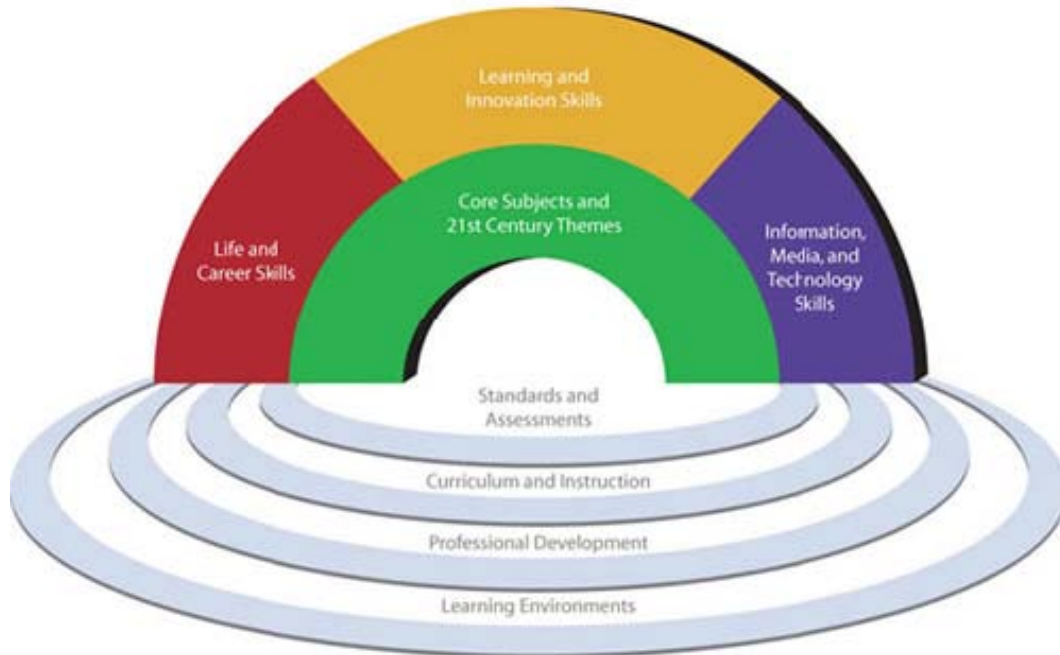 Learning and
Innovation Skills
Core Subjects and
21st Century Themes
Life and
Career Skills
Information,
Media, and
Technology
Skills
Standards and
Assessments
Curriculum and Instruction
Professional Development
Learning Environments